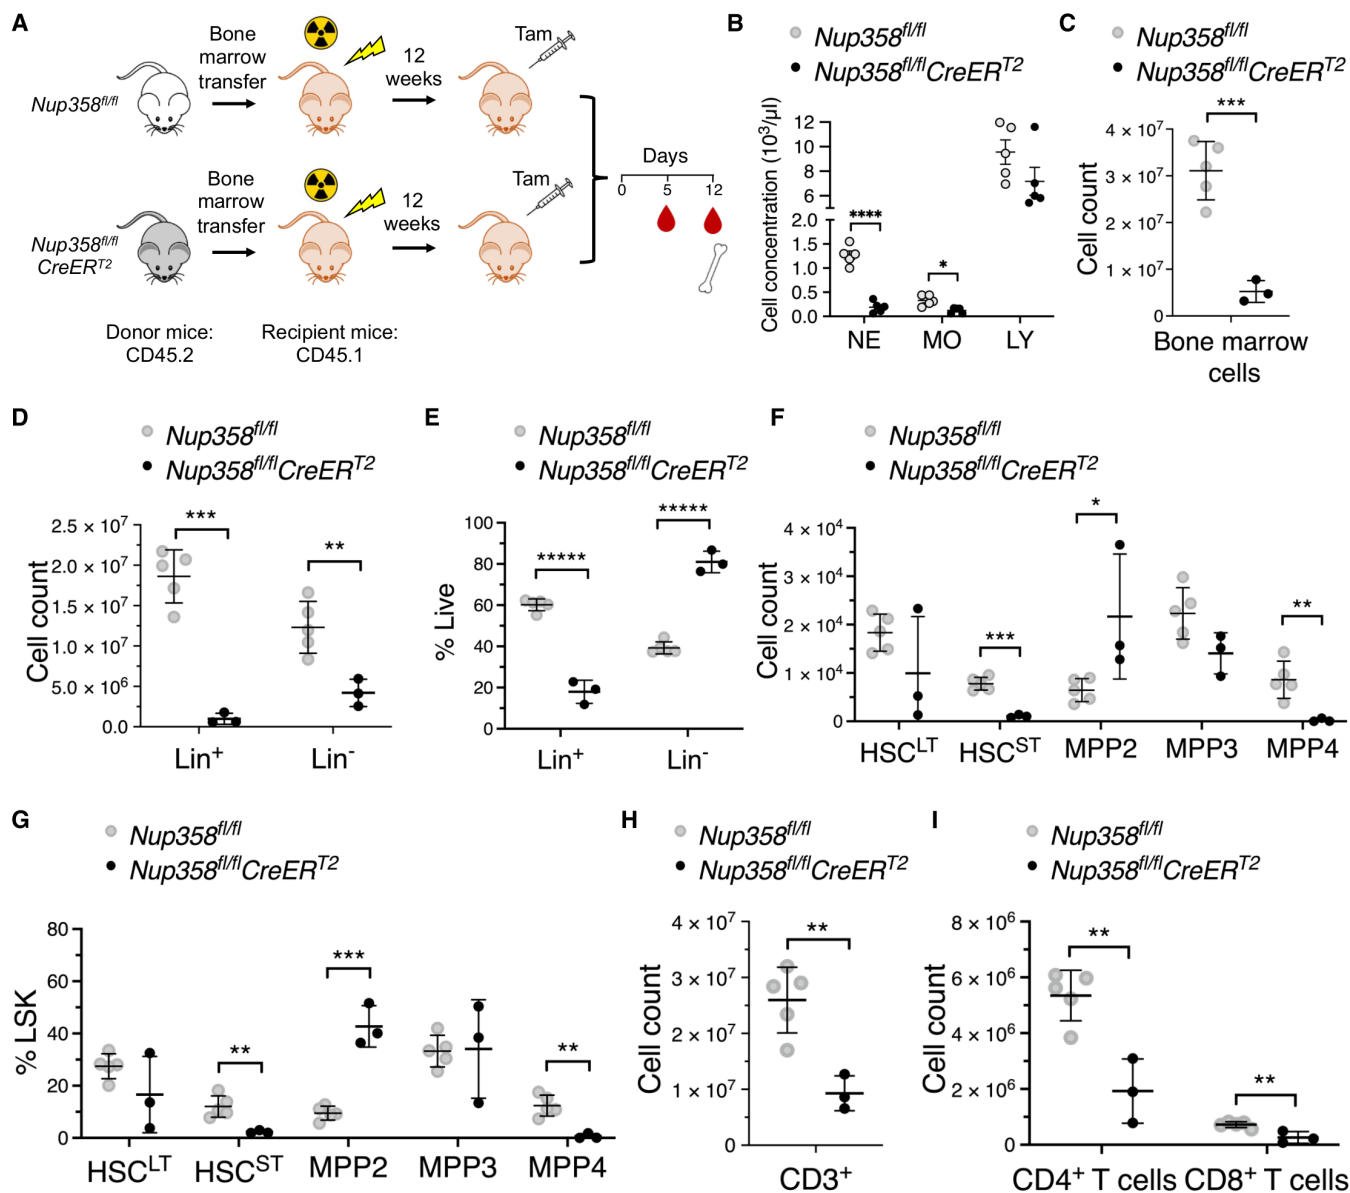 A
Bone marrow transfer
12 weeks
Tam
Nup358fl/fl
Bone marrow transfer
12 weeks
Tam
Nup358fl/fl CreERT2
Days
0 5 12
Donor mice: CD45.2
Recipient mice: CD45.1
B
Nup358fl/fl
Nup358fl/flCreERT2
Cell concentration (10³/µl)
12
10
8
6
2.0
1.5
1.0
0.5
0.0
****
*
NE MO LY
C
Nup358fl/fl
Nup358fl/flCreERT2
Cell count
4 × 10⁷
3 × 10⁷
2 × 10⁷
1 × 10⁷
0
***
Bone marrow cells
D
Nup358fl/fl
Nup358fl/flCreERT2
Cell count
2.5 × 10⁷
2.0 × 10⁷
1.5 × 10⁷
1.0 × 10⁷
5.0 × 10⁶
0.0
***
**
Lin⁺ Lin⁻
E
Nup358fl/fl
Nup358fl/flCreERT2
% Live
100
80
60
40
20
0
*****
*****
Lin⁺ Lin⁻
F
Nup358fl/fl
Nup358fl/flCreERT2
Cell count
4 × 10⁴
3 × 10⁴
2 × 10⁴
1 × 10⁴
0
***
*
**
HSCLT HSCST MPP2 MPP3 MPP4
G
Nup358fl/fl
Nup358fl/flCreERT2
% LSK
80
60
40
20
0
**
***
**
HSCLT HSCST MPP2 MPP3 MPP4
H
Nup358fl/fl
Nup358fl/flCreERT2
Cell count
4 × 10⁷
3 × 10⁷
2 × 10⁷
1 × 10⁷
0
**
CD3⁺
I
Nup358fl/fl
Nup358fl/flCreERT2
Cell count
8 × 10⁶
6 × 10⁶
4 × 10⁶
2 × 10⁶
0
**
**
CD4⁺ T cells CD8⁺ T cells